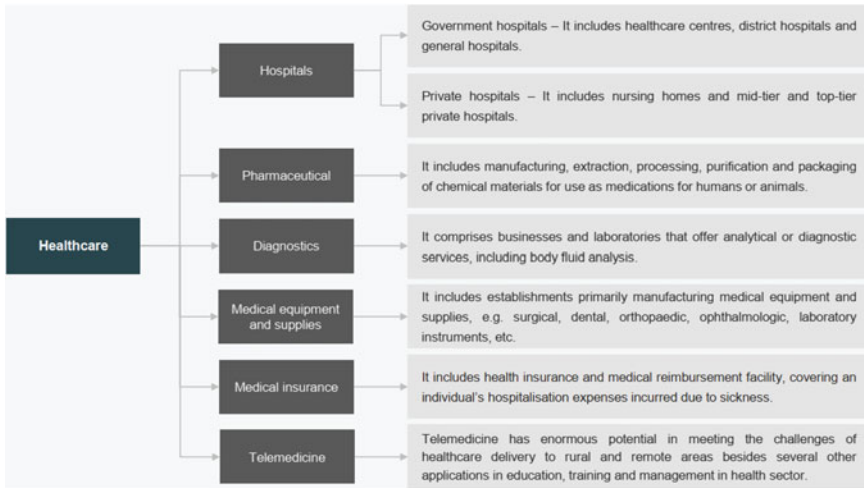 Healthcare
Hospitals
Government hospitals – It includes healthcare centres, district hospitals and
general hospitals.
Private hospitals – It includes nursing homes and mid-tier and top-tier
private hospitals.
Pharmaceutical
It includes manufacturing, extraction, processing, purification and packaging
of chemical materials for use as medications for humans or animals.
Diagnostics
It comprises businesses and laboratories that offer analytical or diagnostic
services, including body fluid analysis.
Medical equipment
and supplies
It includes establishments primarily manufacturing medical equipment and
supplies, e.g. surgical, dental, orthopaedic, ophthalmologic, laboratory
instruments, etc.
Medical insurance
It includes health insurance and medical reimbursement facility, covering an
individual's hospitalisation expenses incurred due to sickness.
Telemedicine
Telemedicine has enormous potential in meeting the challenges of
healthcare delivery to rural and remote areas besides several other
applications in education, training and management in health sector.